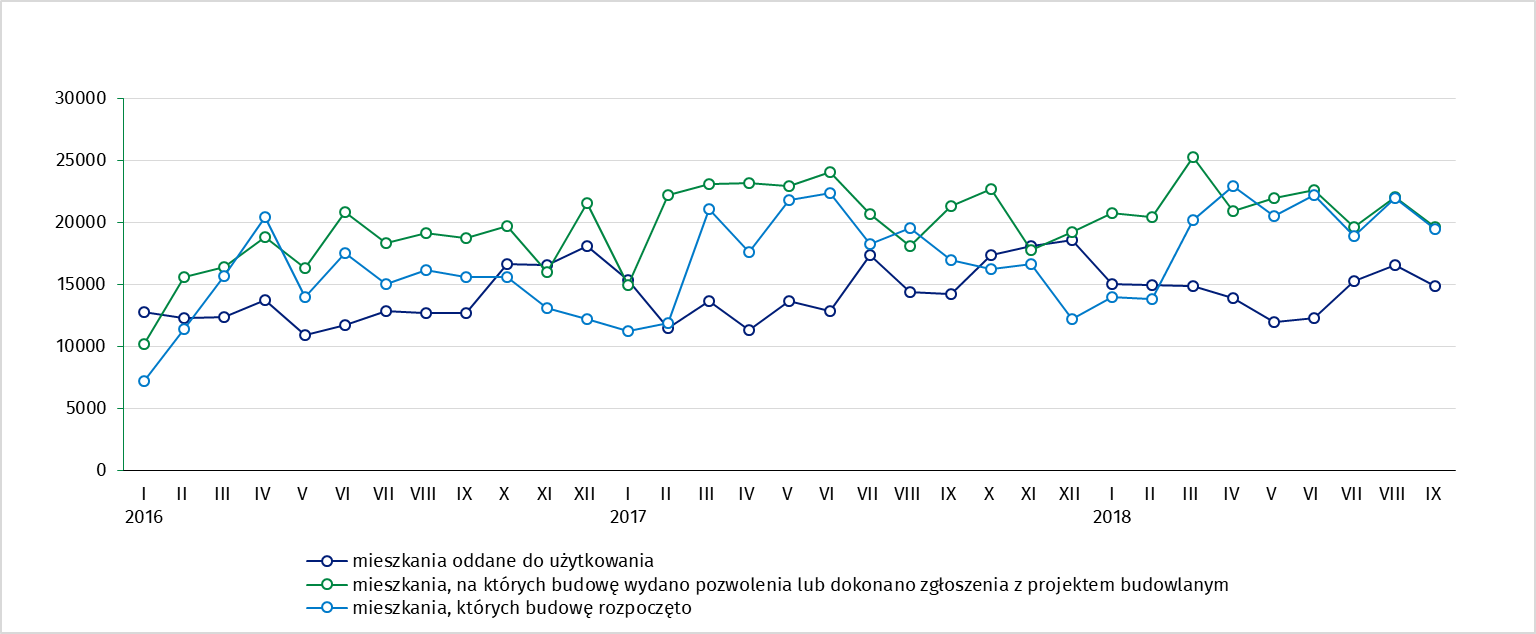 30000
25000
20000
15000
10000
5000
0
I II III IV V VI VII VIII IX X XI XII I II III IV V VI VII VIII IX X XI XII I II III IV V VI VII VIII IX
2016 2017 2018
mieszkania oddane do użytkowania
mieszkania, na których budowę wydano pozwolenia lub dokonano zgłoszenia z projektem budowlanym
mieszkania, których budowę rozpoczęto